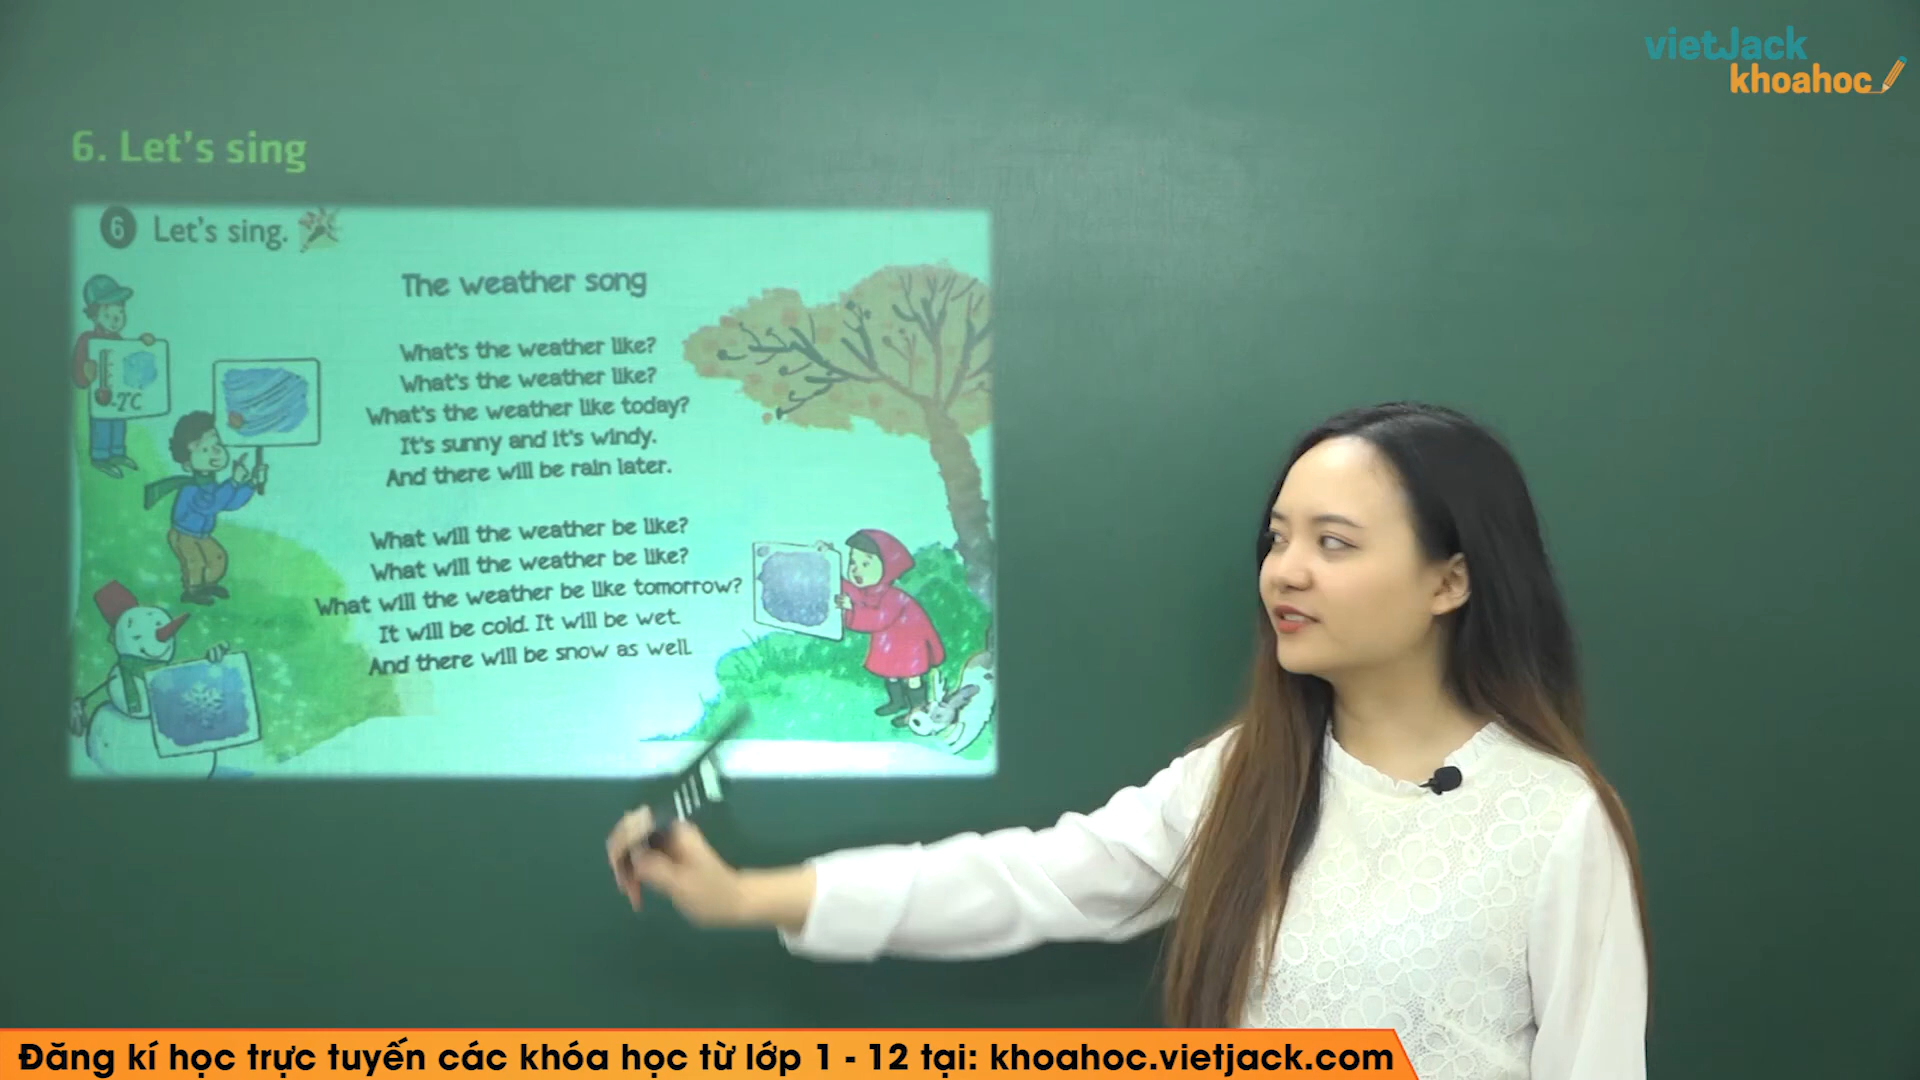 vietJack
khoahoc
6. Let's sing
6 Let's sing.
The weather song
What's the weather like?
What's the weather like?
What's the weather like today?
It's sunny and it's windy.
And there will be rain later.
What will the weather be like?
What will the weather be like?
What will the weather be like tomorrow?
It will be cold. It will be wet.
And there will be snow as well.
Đăng kí học trực tuyến các khóa học từ lớp 1 - 12 tại: khoahoc.vietjack.com